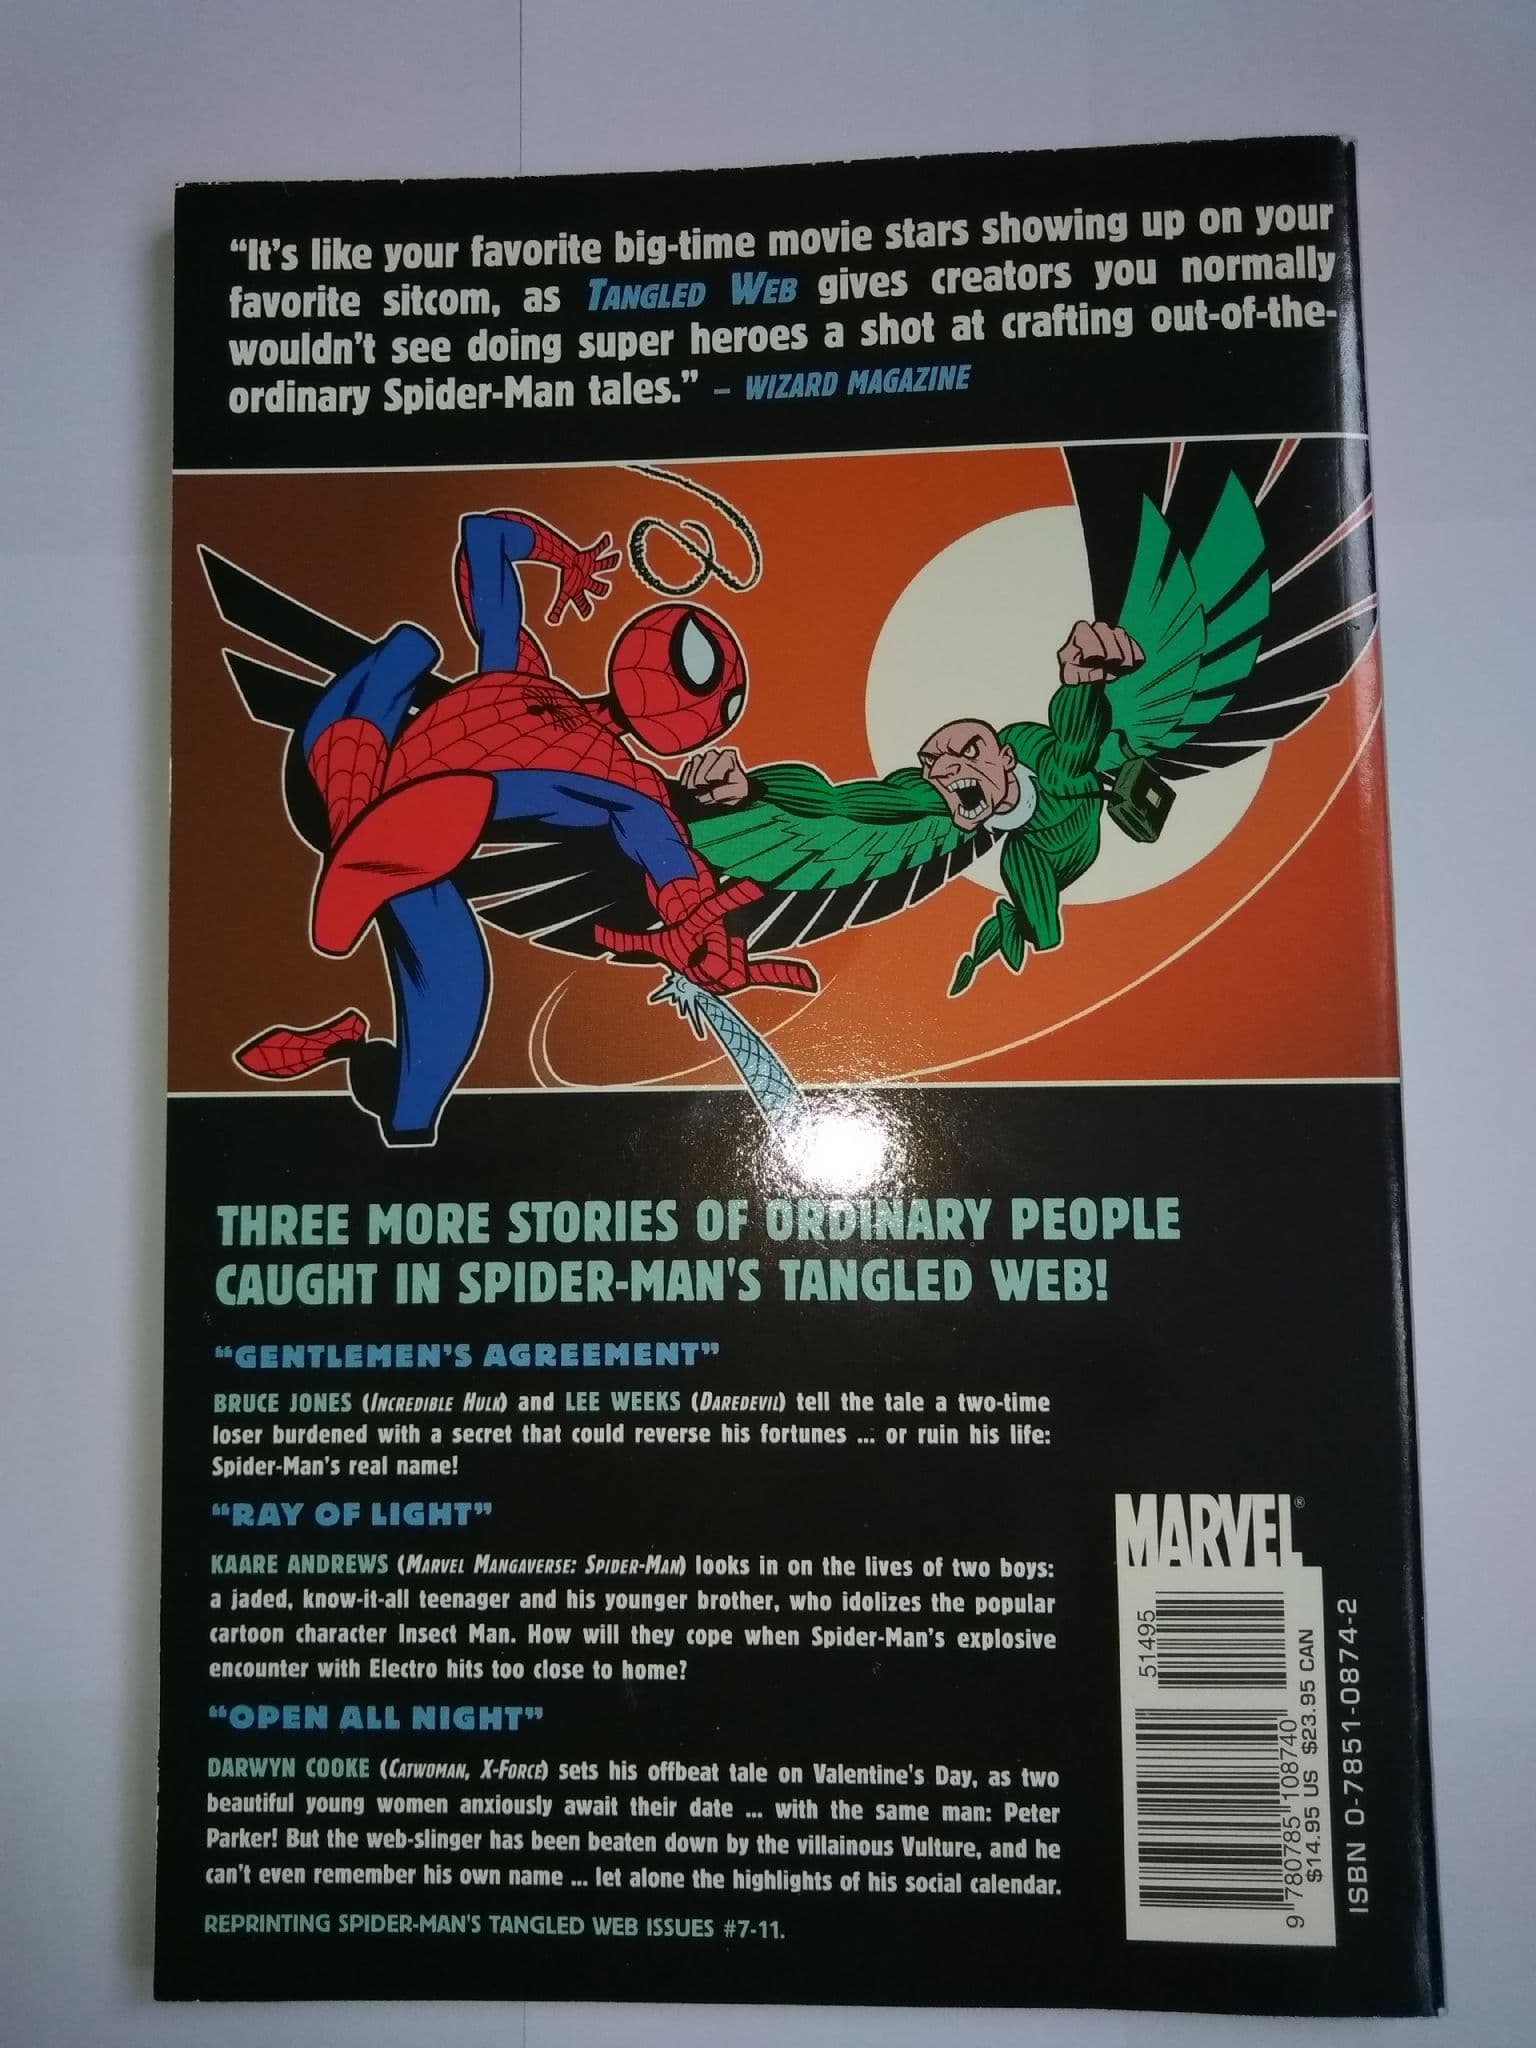 “It's like your favorite big-time movie stars showing up on your
favorite sitcom, as TANGLED WEB gives creators you normally
wouldn't see doing super heroes a shot at crafting out-of-the-
ordinary Spider-Man tales.” – WIZARD MAGAZINE
THREE MORE STORIES OF ORDINARY PEOPLE
CAUGHT IN SPIDER-MAN'S TANGLED WEB!
“GENTLEMEN'S AGREEMENT”
BRUCE JONES (INCREDIBLE HULK) and LEE WEEKS (DAREDEVIL) tell the tale a two-time
loser burdened with a secret that could reverse his fortunes ... or ruin his life:
Spider-Man's real name!
“RAY OF LIGHT”
KAARE ANDREWS (MARVEL MANGAVERSE: SPIDER-MAN) looks in on the lives of two boys:
a jaded, know-it-all teenager and his younger brother, who idolizes the popular
cartoon character Insect Man. How will they cope when Spider-Man's explosive
encounter with Electro hits too close to home?
“OPEN ALL NIGHT”
DARWYN COOKE (CATWOMAN, X-FORCE) sets his offbeat tale on Valentine's Day, as two
beautiful young women anxiously await their date ... with the same man: Peter
Parker! But the web-slinger has been beaten down by the villainous Vulture, and he
can't even remember his own name ... let alone the highlights of his social calendar.
REPRINTING SPIDER-MAN'S TANGLED WEB ISSUES #7-11.
MARVEL®
51495
9 780785 108740
$14.95 US $23.95 CAN
ISBN 0-7851-0874-2